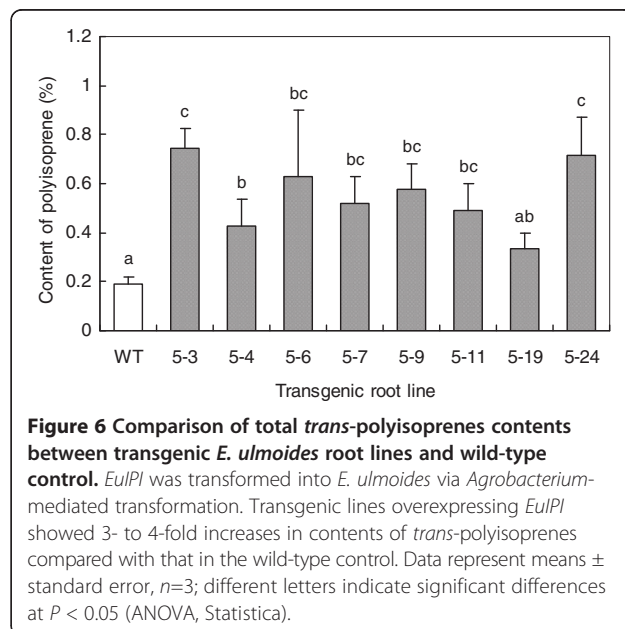 1.2
1
0.8
0.6
0.4
0.2
0
Content of polyisoprene (%)
a
c
b
bc
bc
bc
bc
ab
c
WT 5-3 5-4 5-6 5-7 5-9 5-11 5-19 5-24
Transgenic root line
Figure 6 Comparison of total trans-polyisoprenes contents
between transgenic E. ulmoides root lines and wild-type
control. EuIPI was transformed into E. ulmoides via Agrobacterium-
mediated transformation. Transgenic lines overexpressing EuIPI
showed 3- to 4-fold increases in contents of trans-polyisoprenes
compared with that in the wild-type control. Data represent means ±
standard error, n=3; different letters indicate significant differences
at P < 0.05 (ANOVA, Statistica).